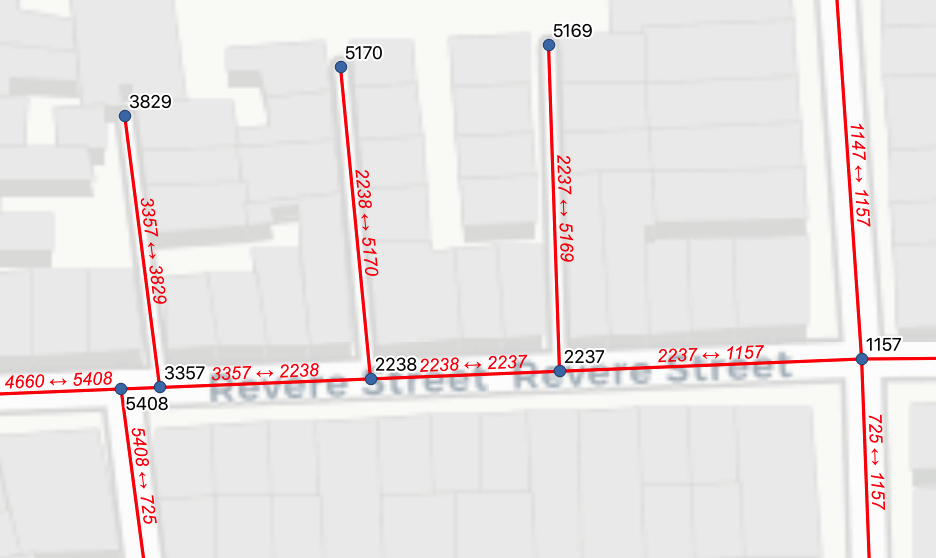 5169
5170
3829
1147 ↔ 1157
2237 ↔ 5169
2238 ↔ 5170
3357 ↔ 3829
1157
2237 ↔ 1157
2237
2238 ↔ 2237
2238
3357 ↔ 2238
3357
4660 ↔ 5408
Revere Street
Revere Street
5408
5408 ↔ 725
725 ↔ 1157